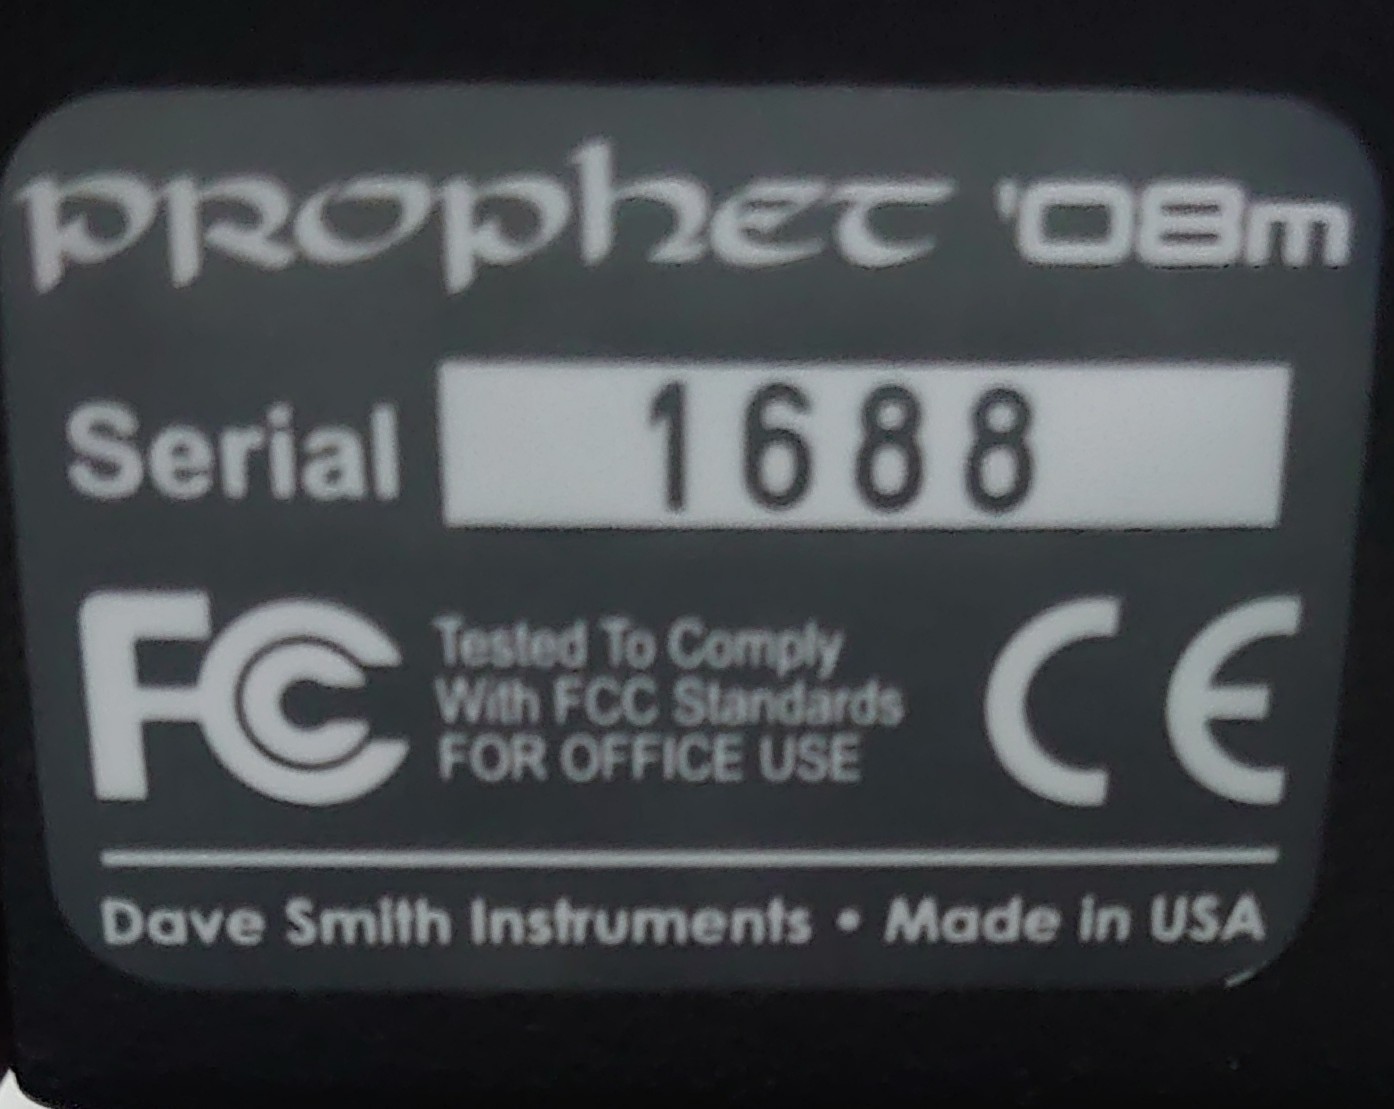 PROPHET '08m
Serial 1688
FC Tested To Comply
With FCC Standards
FOR OFFICE USE
CE
Dave Smith Instruments • Made in USA